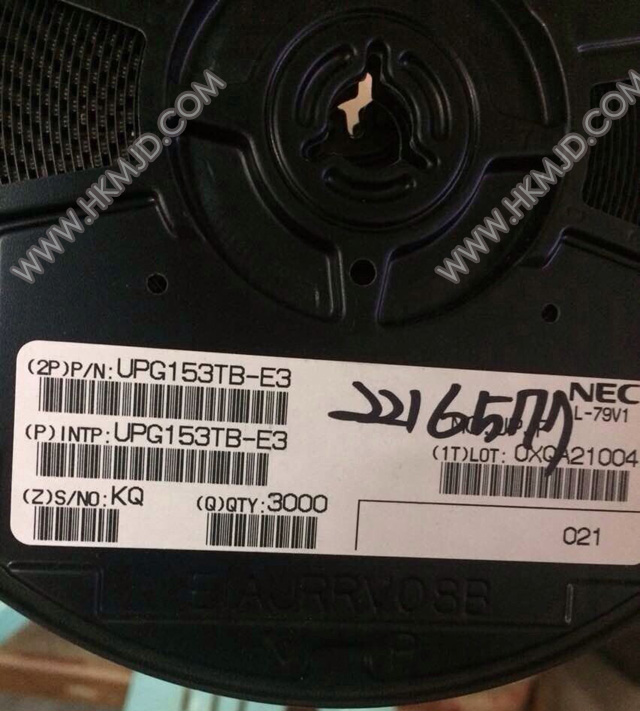 WWW.HKMJD.COM
WWW.HKMJD.COM
(2P)P/N:UPG153TB-E3
NEC
L-79V1
(P)INTP:UPG153TB-E3
(1T)LOT: 0XQA21004
(Z)S/NO:KQ
(Q)QTY:3000
021